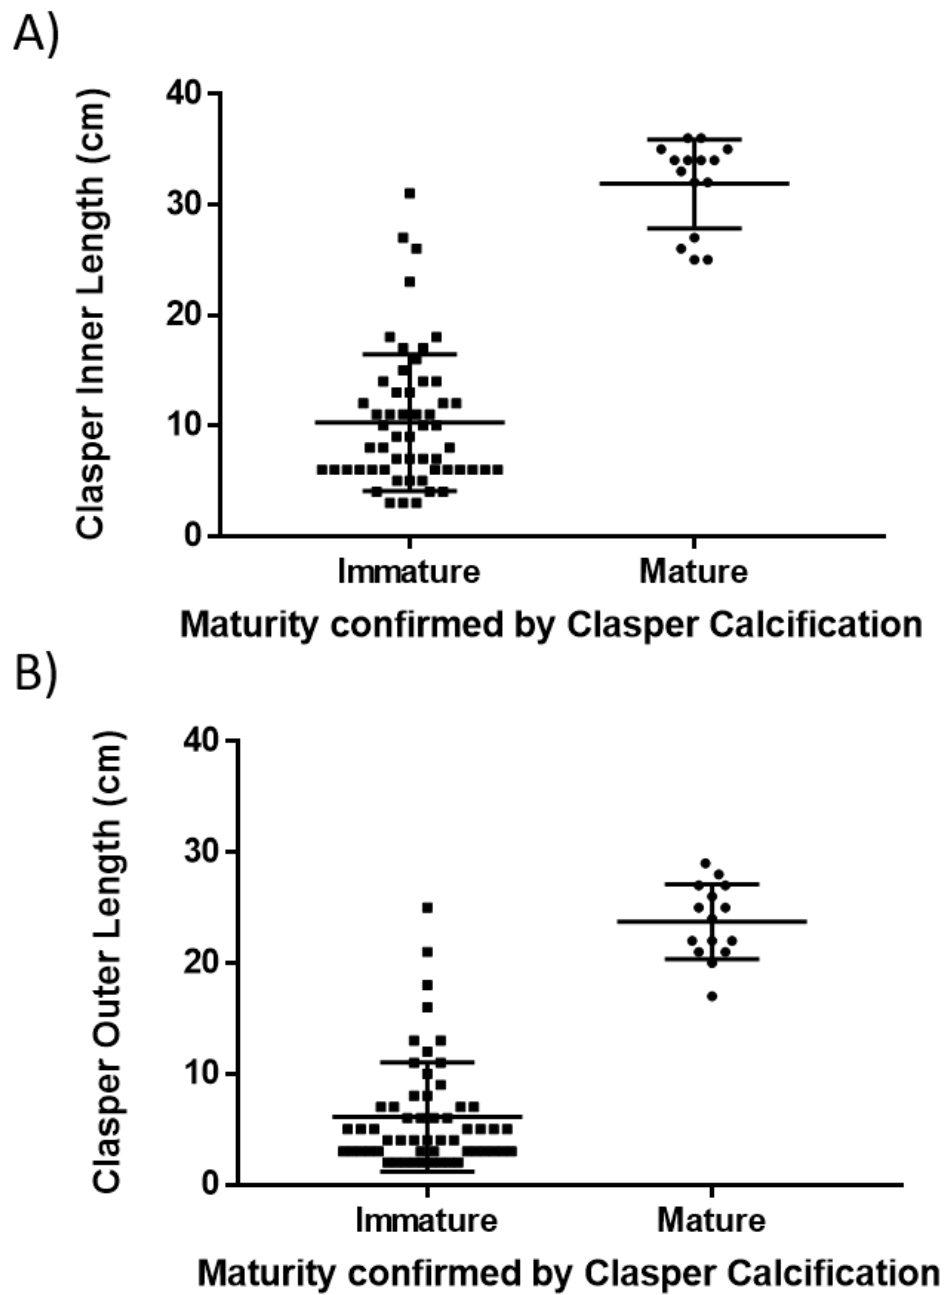 A)
Clasper Inner Length (cm)
40
30
20
10
0
Immature Mature
Maturity confirmed by Clasper Calcification
B)
Clasper Outer Length (cm)
40
30
20
10
0
Immature Mature
Maturity confirmed by Clasper Calcification